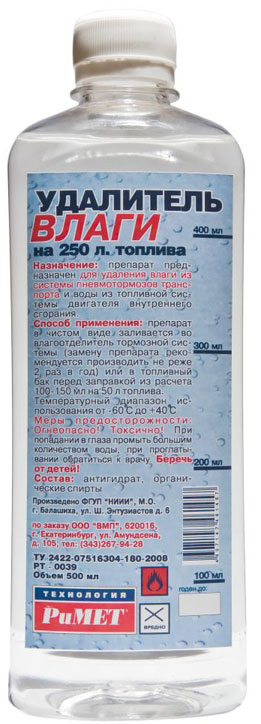 УДАЛИТЕЛЬ
ВЛАГИ
на 250 л. топлива
400 мл
Назначение: препарат пред-
назначен для удаления влаги из
системы пневмотормозов транс-
порта и воды из топливной сис-
темы двигателя внутреннего
сгорания
Способ применения: препарат
в чистом виде заливается во
влагоотделитель тормозной сис-
темы (замену препарата реко-
мендуется производить не реже
2 раз в год) или в топливный
бак перед заправкой из расчета
100-150 мл на 50 л топлива.
Температурный диапазон ис-
пользования от -60°С до +40°С
300 мл
Меры предосторожности:
Огнеопасно! Токсично! При
попадании в глаза промыть большим
количеством воды, при проглаты-
вании обратиться к врачу. Беречь
от детей!
Состав: антигидрат, органи-
ческие спирты
200 мл
Произведено ФГУП "НИИИ", М.О.
г. Балашиха, ул. Ш. Энтузиастов д. 6
по заказу ООО "ВМП", 620016,
г. Екатеринбург, ул. Амундсена,
д. 105, тел.: (343)267-94-28
ТУ 2422-07516304-180-2008
РТ - 0039
Объем 500 мл
100 мл
ТЕХНОЛОГИЯ
РиМЕТ
ВРЕДНО
годен до: